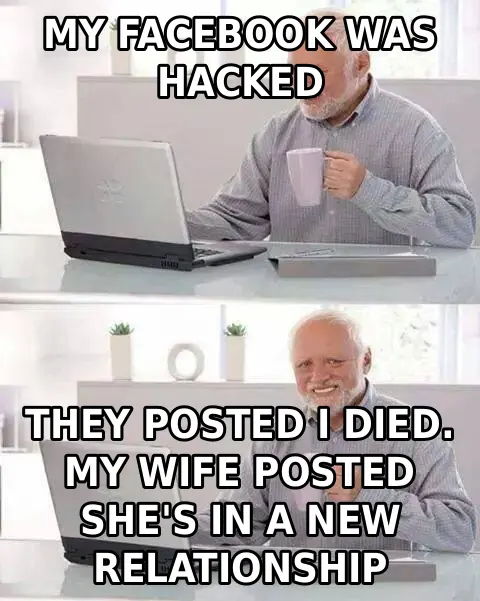 MY FACEBOOK WAS
HACKED
THEY POSTED I DIED.
MY WIFE POSTED
SHE'S IN A NEW
RELATIONSHIP